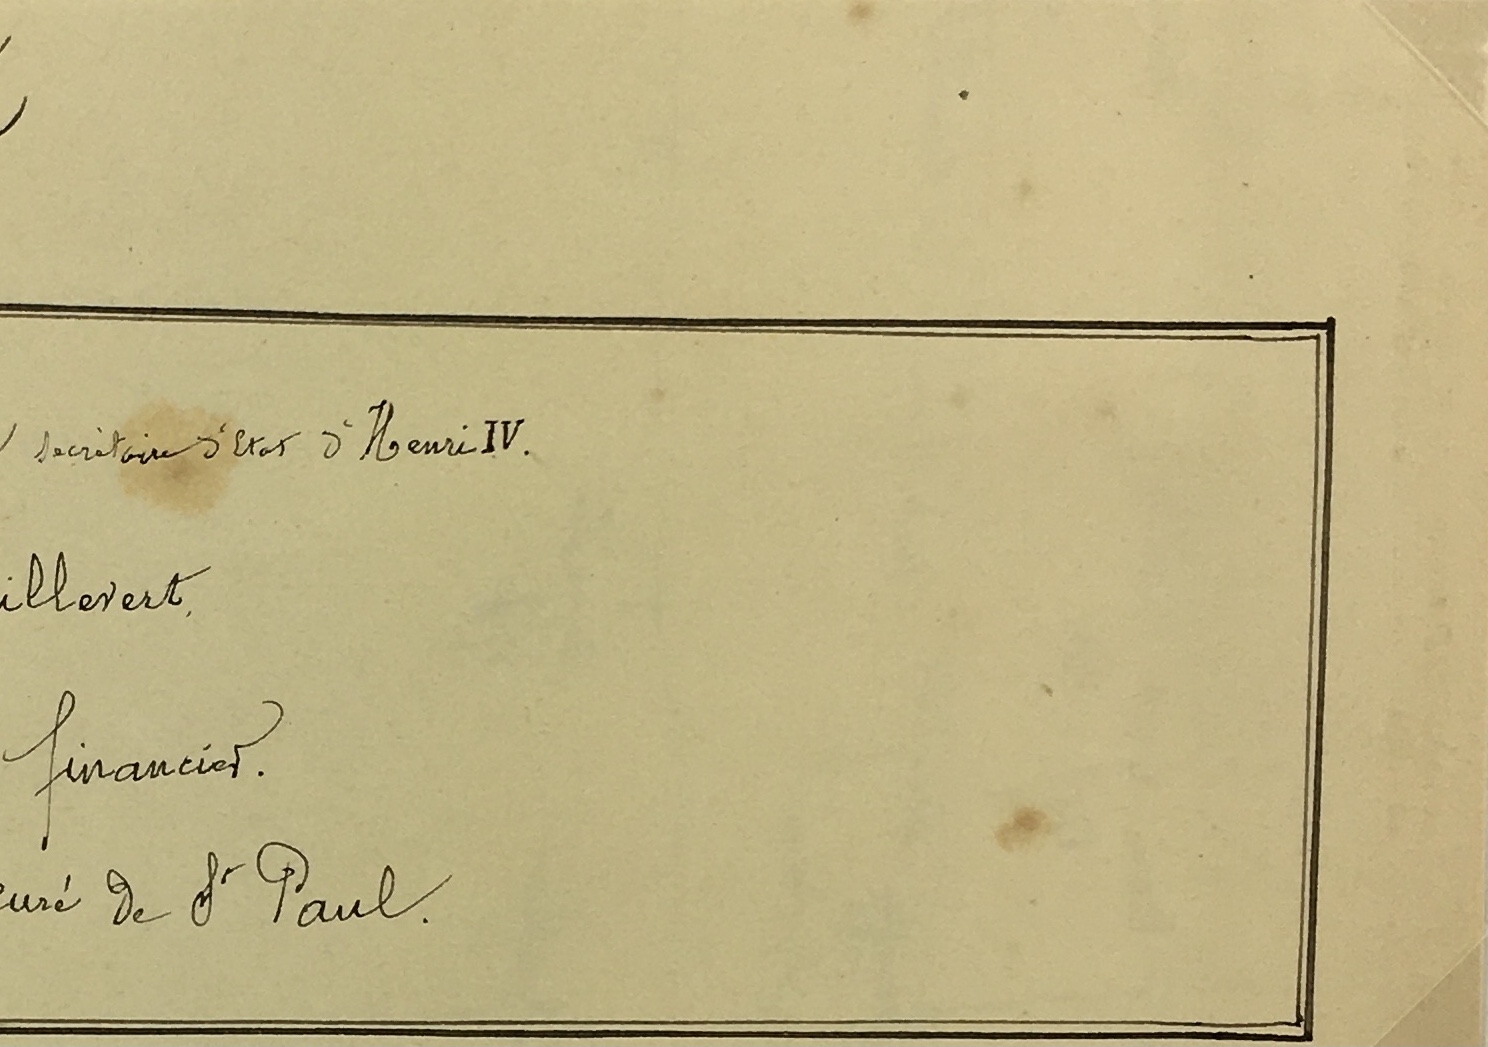 secrétaire d'Etat d'Henri IV.
illevert,
financier.
curé de St Paul.